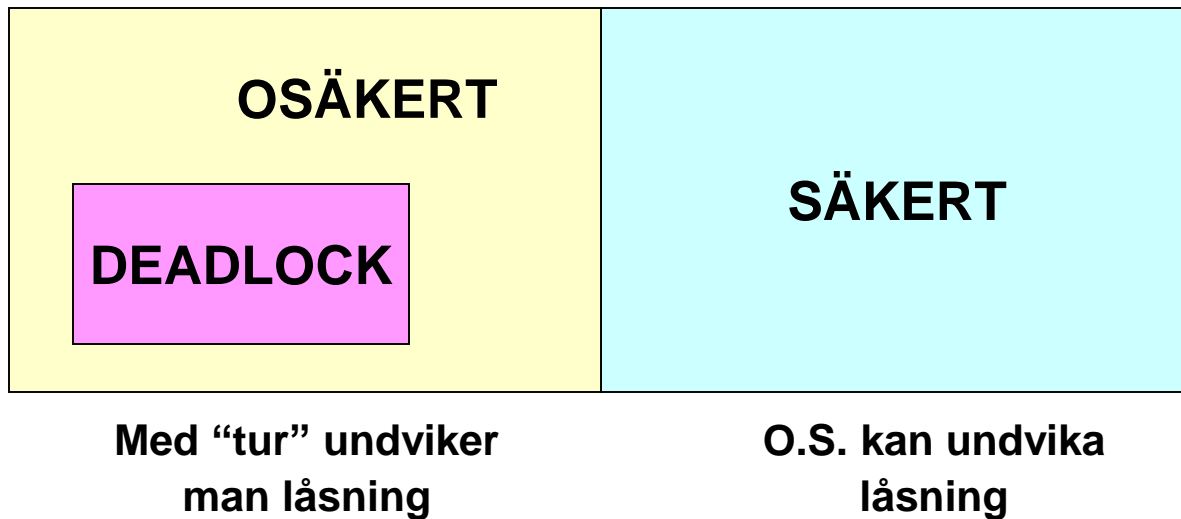 OSÄKERT
DEADLOCK
SÄKERT
Med “tur” undviker
man låsning
O.S. kan undvika
låsning